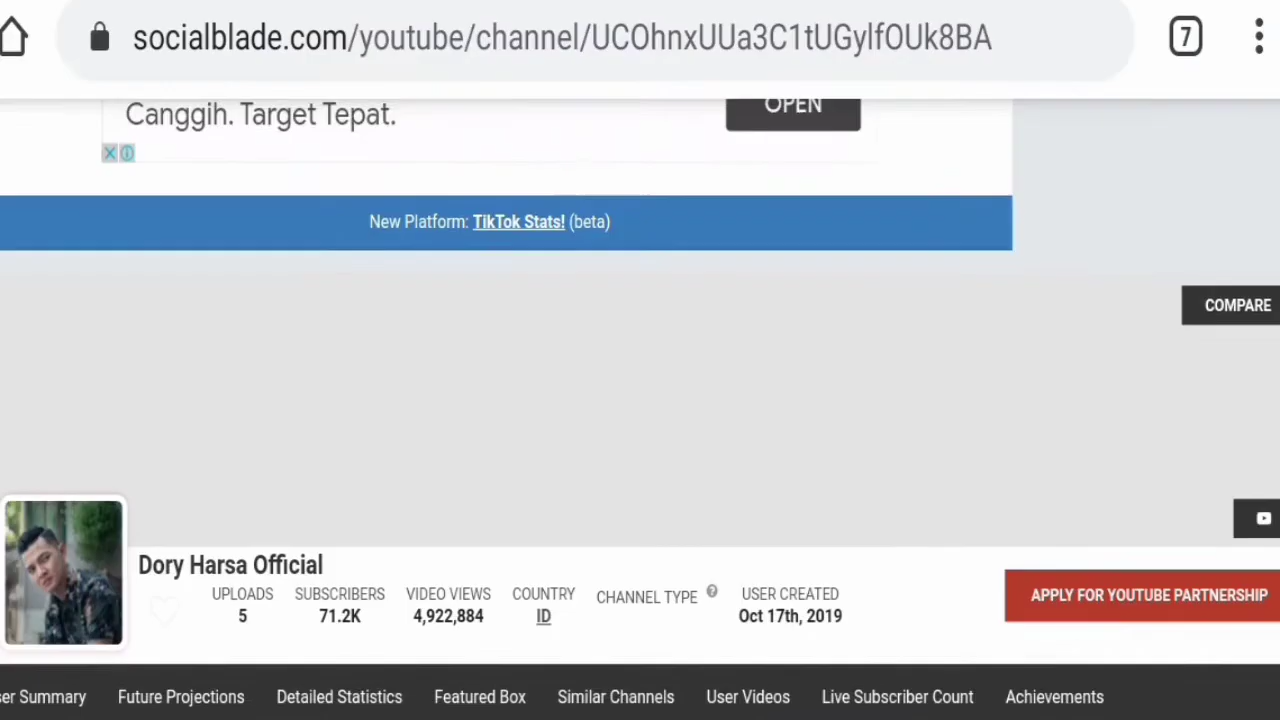 socialblade.com/youtube/channel/UCOhnxUUa3C1tUGylfOUk8BA
7
Canggih. Target Tepat.
OPEN
New Platform: TikTok Stats! (beta)
COMPARE
Dory Harsa Official
UPLOADS SUBSCRIBERS VIDEO VIEWS COUNTRY CHANNEL TYPE USER CREATED
5 71.2K 4,922,884 ID Oct 17th, 2019
APPLY FOR YOUTUBE PARTNERSHIP
ser Summary Future Projections Detailed Statistics Featured Box Similar Channels User Videos Live Subscriber Count Achievements